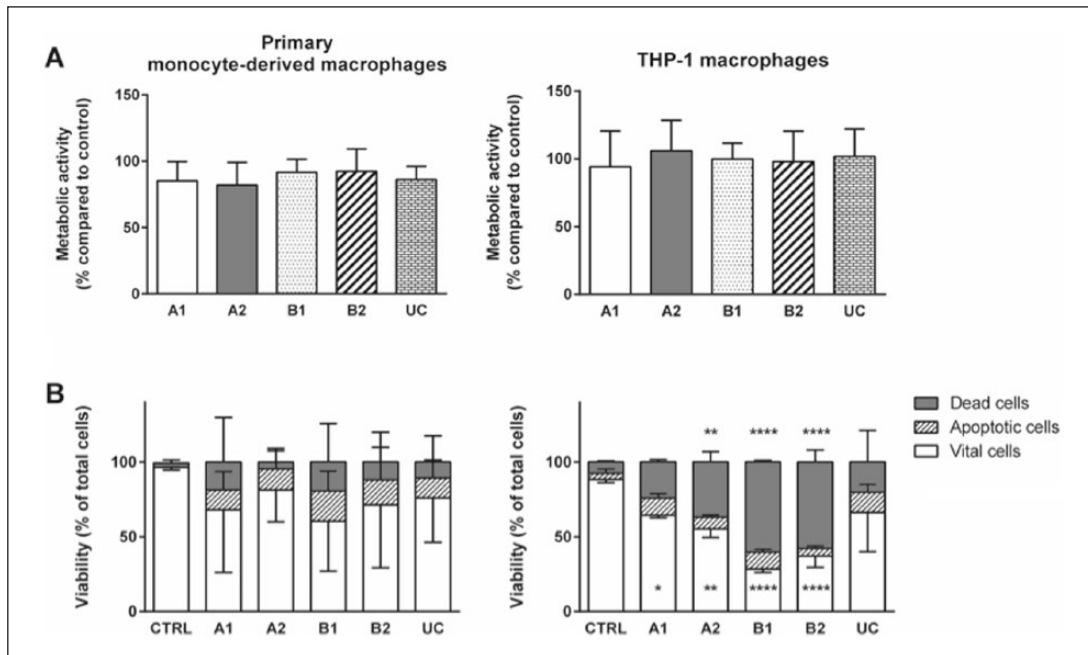 A
Primary
monocyte-derived macrophages
Metabolic activity
(% compared to control)
150
100
50
0
A1 A2 B1 B2 UC
THP-1 macrophages
Metabolic activity
(% compared to control)
150
100
50
0
A1 A2 B1 B2 UC
B
Viability (% of total cells)
100
50
0
CTRL A1 A2 B1 B2 UC
Viability (% of total cells)
100
50
0
** **** ****
* ** **** ****
CTRL A1 A2 B1 B2 UC
Dead cells
Apoptotic cells
Vital cells